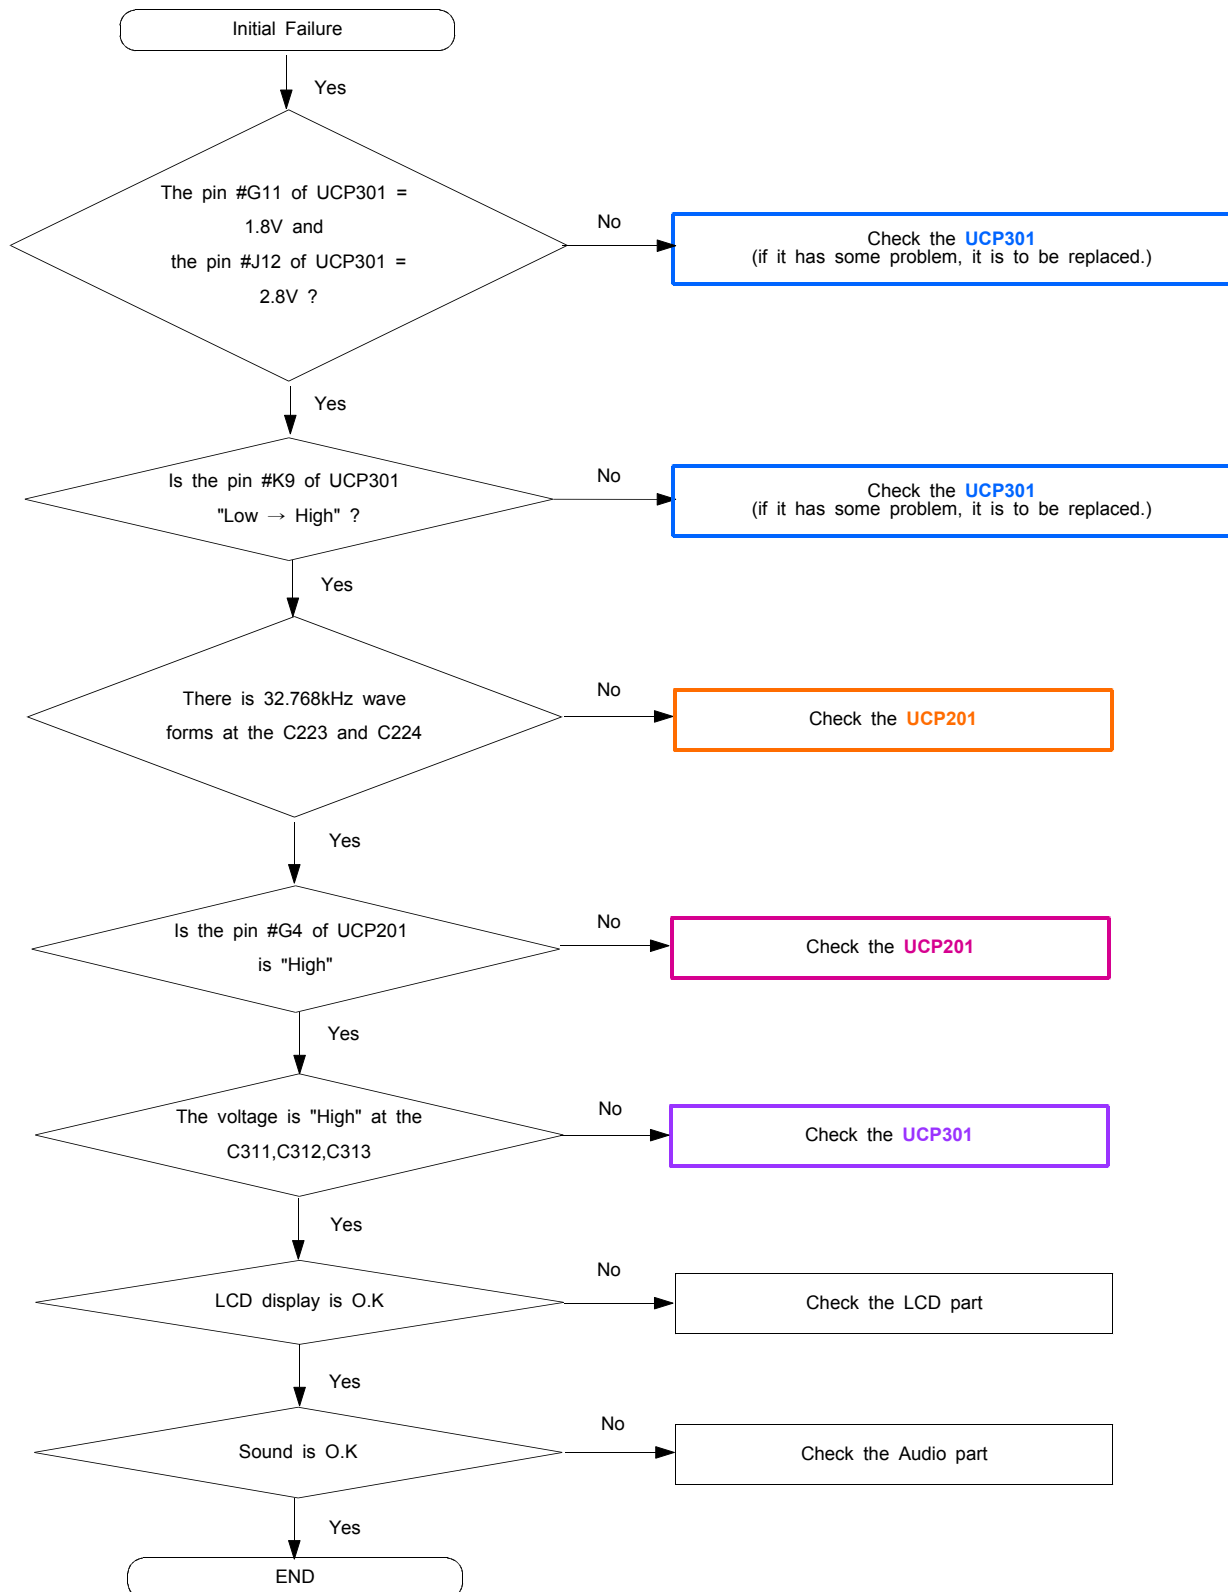 Initial Failure
Yes
The pin #G11 of UCP301 =
1.8V and
the pin #J12 of UCP301 =
2.8V ?
No
Check the UCP301
(if it has some problem, it is to be replaced.)
Yes
Is the pin #K9 of UCP301
"Low → High" ?
No
Check the UCP301
(if it has some problem, it is to be replaced.)
Yes
There is 32.768kHz wave
forms at the C223 and C224
No
Check the UCP201
Yes
Is the pin #G4 of UCP201
is "High"
No
Check the UCP201
Yes
The voltage is "High" at the
C311,C312,C313
No
Check the UCP301
Yes
LCD display is O.K
No
Check the LCD part
Yes
Sound is O.K
No
Check the Audio part
Yes
END